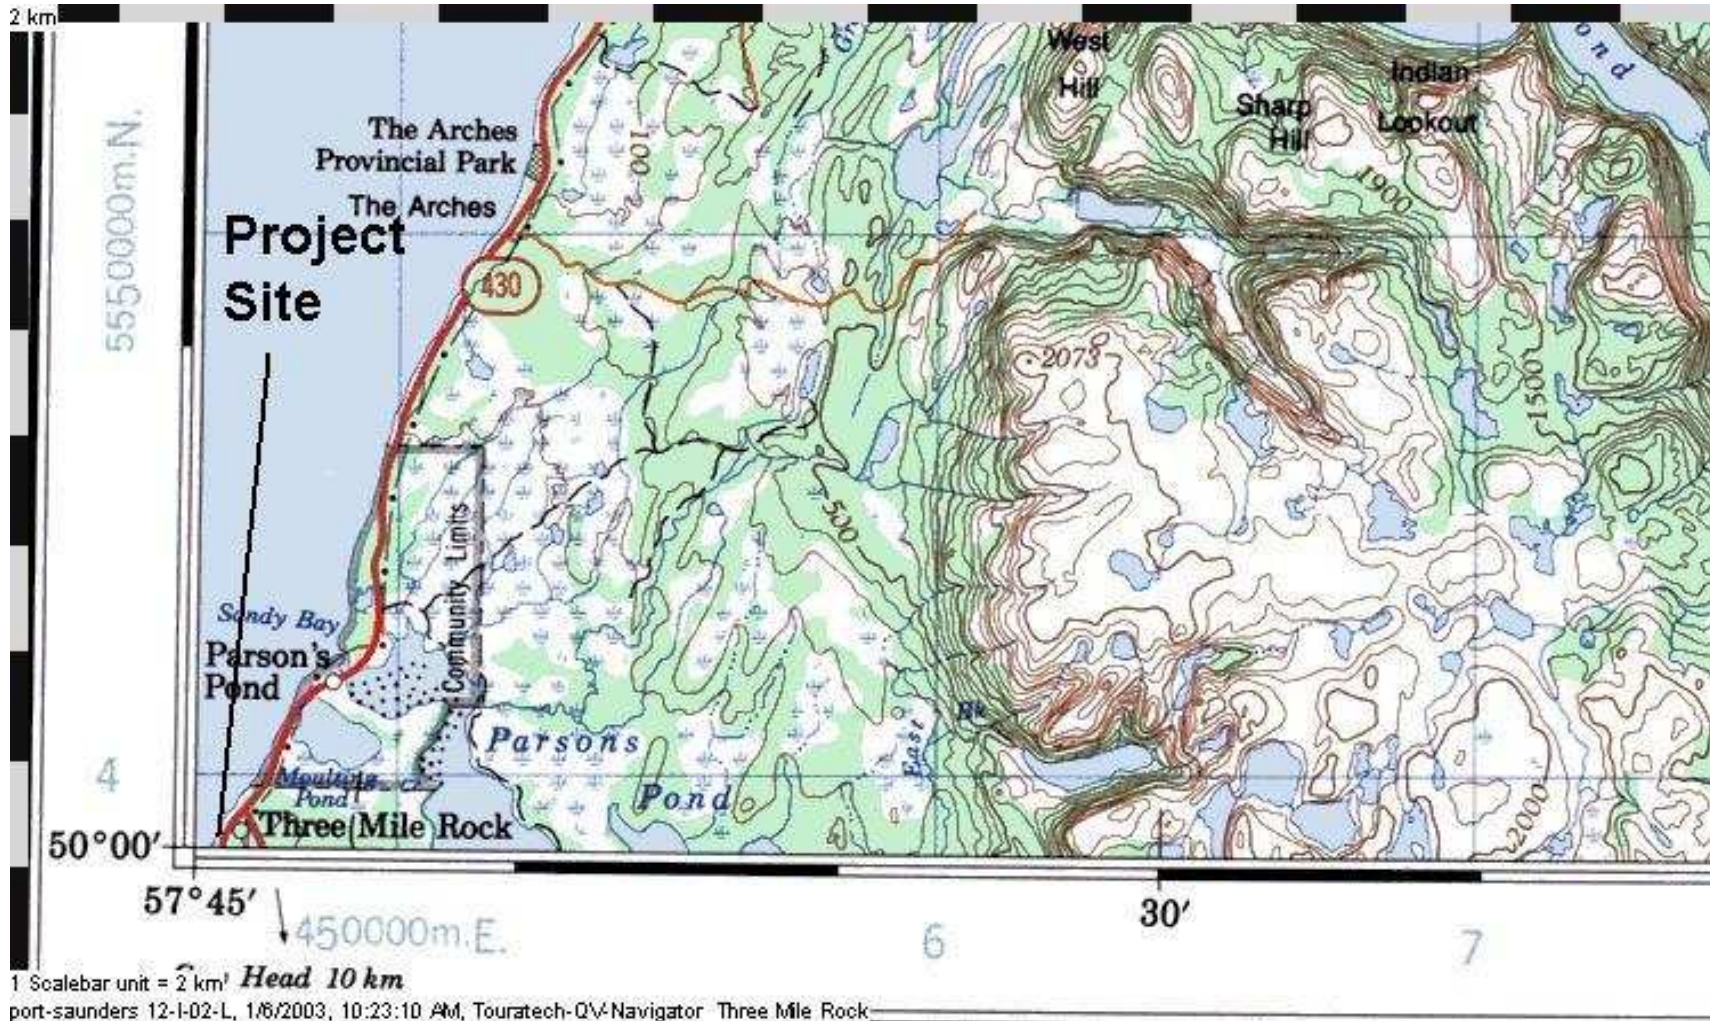 2 km
West
Hill
Indian
Lookout
Sharp
Hill
ond
The Arches
Provincial Park
100
The Arches
1900
Project
Site
5550000m.N.
430
2073
1500
500
Community Limits
Sandy Bay
Parson's
Pond
East
Bk
Parsons
Pond
4
Moulting
Pond
Three Mile Rock
2000
50°00'
57°45'
30'
450000m.E.
6
7
Head 10 km
1 Scalebar unit = 2 km
port-saunders 12-I-02-L, 1/6/2003, 10:23:10 AM, Touratech-QV-Navigator Three Mile Rock